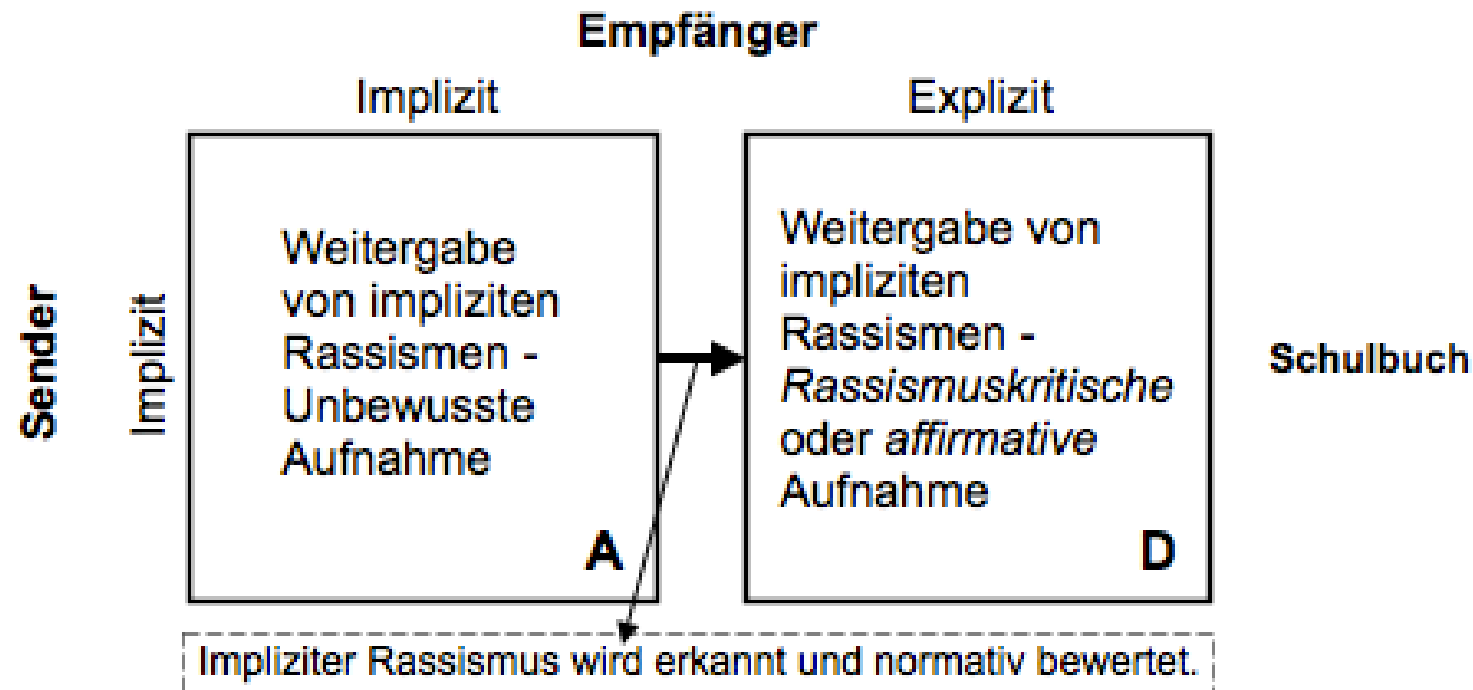 Empfänger
Implizit
Explizit
Sender
Implizit
Weitergabe
von impliziten
Rassismen -
Unbewusste
Aufnahme
A
Weitergabe von
impliziten
Rassismen -
Rassismuskritische
oder affirmative
Aufnahme
D
Schulbuch
Impliziter Rassismus wird erkannt und normativ bewertet.